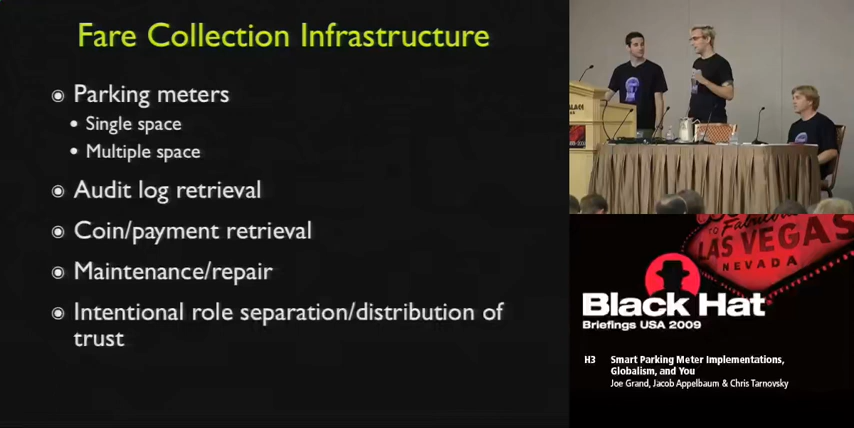 Fare Collection Infrastructure
Parking meters
Single space
Multiple space
Audit log retrieval
Coin/payment retrieval
Maintenance/repair
Intentional role separation/distribution of
trust
TO Fabulous
LAS VEGAS
NEVADA
Black Hat
Briefings USA 2009
H3 Smart Parking Meter Implementations,
Globalism, and You
Joe Grand, Jacob Appelbaum & Chris Tarnovsky